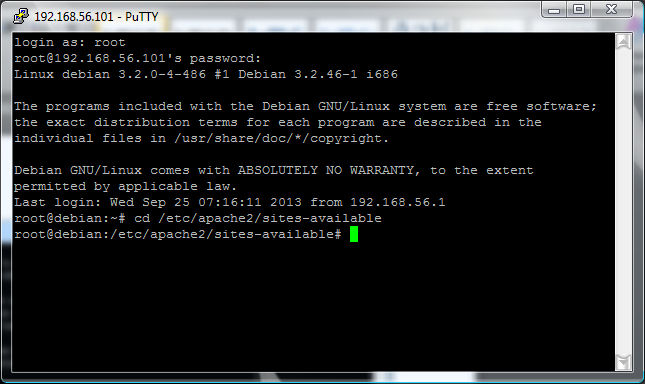 192.168.56.101 - PuTTY
login as: root
root@192.168.56.101's password:
Linux debian 3.2.0-4-486 #1 Debian 3.2.46-1 i686
The programs included with the Debian GNU/Linux system are free software;
the exact distribution terms for each program are described in the
individual files in /usr/share/doc/*/copyright.
Debian GNU/Linux comes with ABSOLUTELY NO WARRANTY, to the extent
permitted by applicable law.
Last login: Wed Sep 25 07:16:11 2013 from 192.168.56.1
root@debian:~# cd /etc/apache2/sites-available
root@debian:/etc/apache2/sites-available#